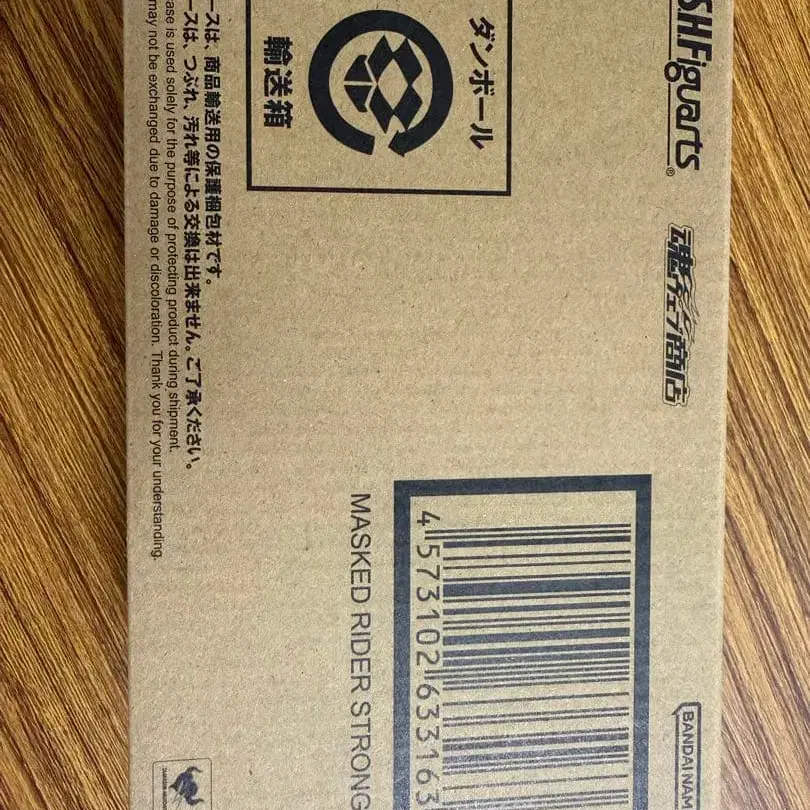 S.H.Figuarts®
魂ウェブ商店
ダンボール
輸送箱
ースは、商品輸送用の保護梱包材です。
ースは、つぶれ、汚れ等による交換は出来ません。ご了承ください。
case is used solely for the purpose of protecting product during shipment.
may not be exchanged due to damage or discoloration. Thank you for your understanding.
4 573102 633163
MASKED RIDER STRONG
BANDAI NAM